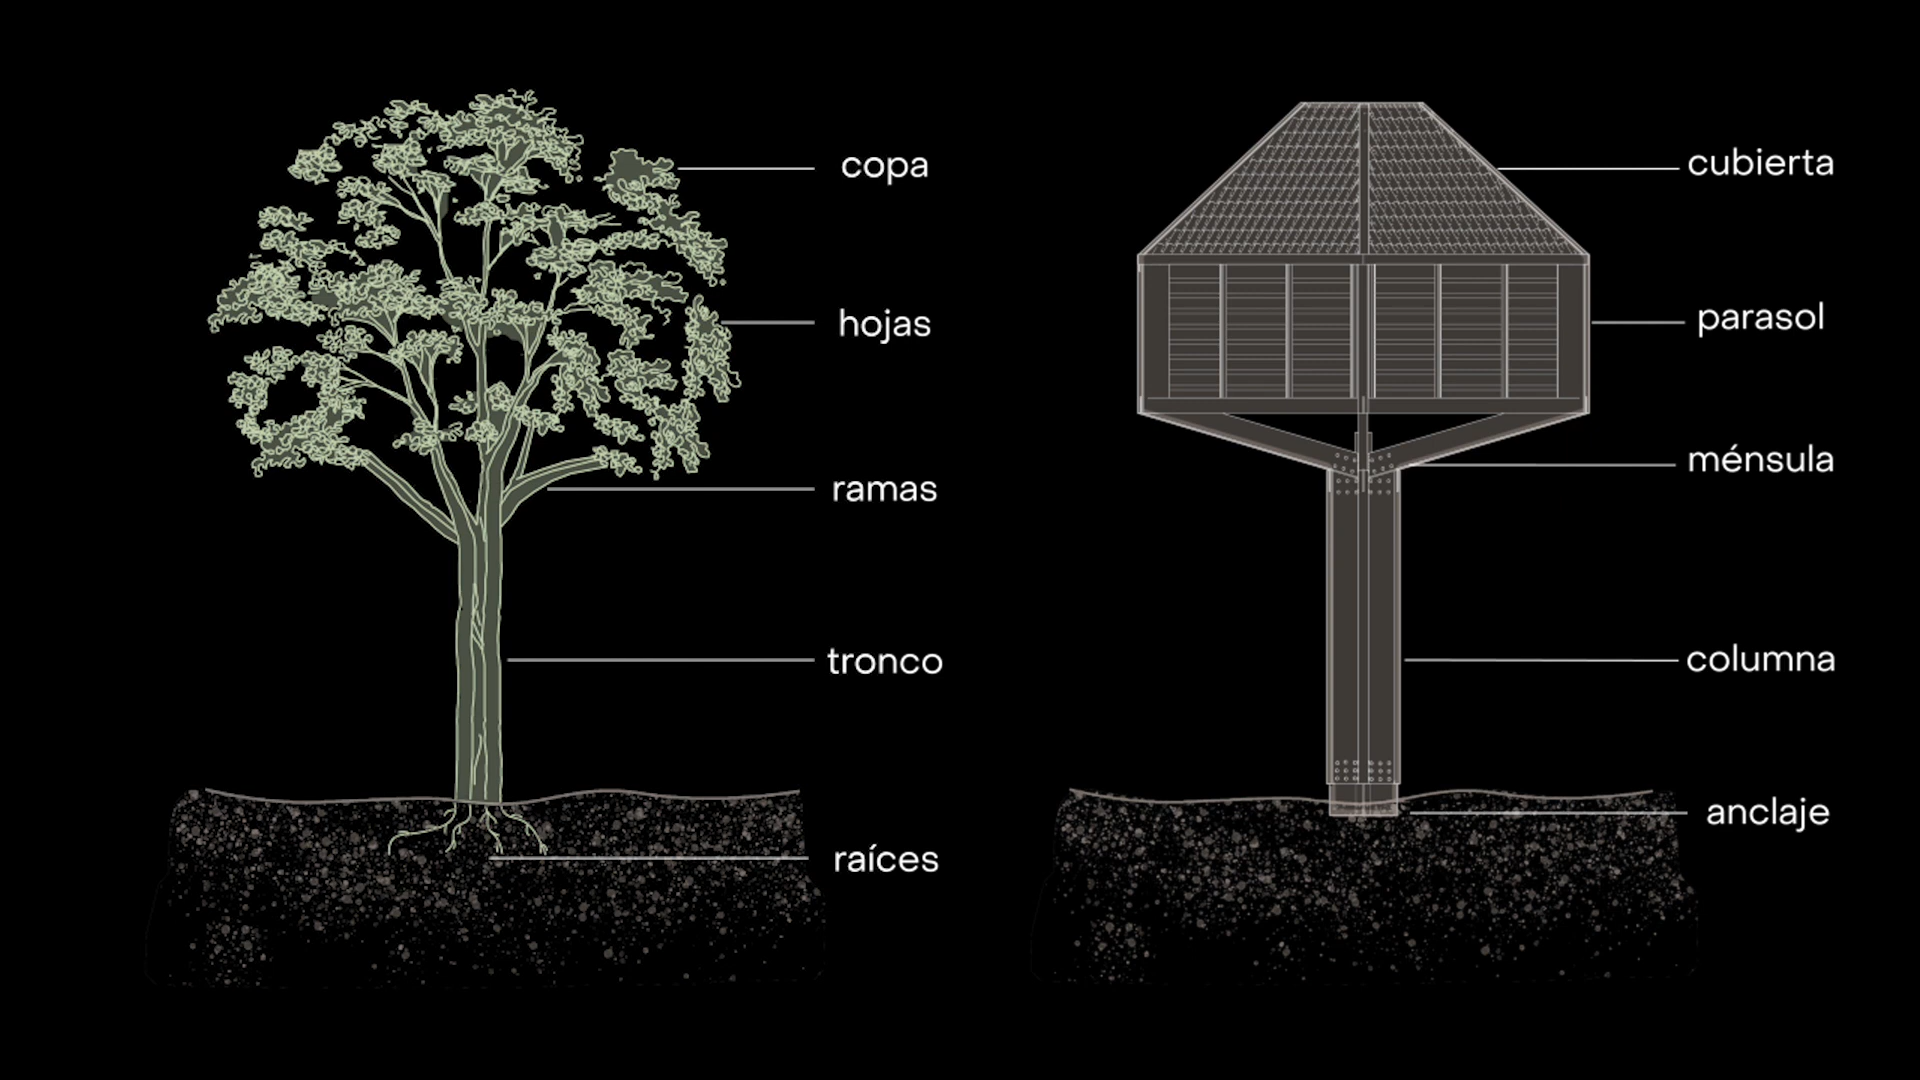 copa
hojas
ramas
tronco
raíces
cubierta
parasol
ménsula
columna
anclaje